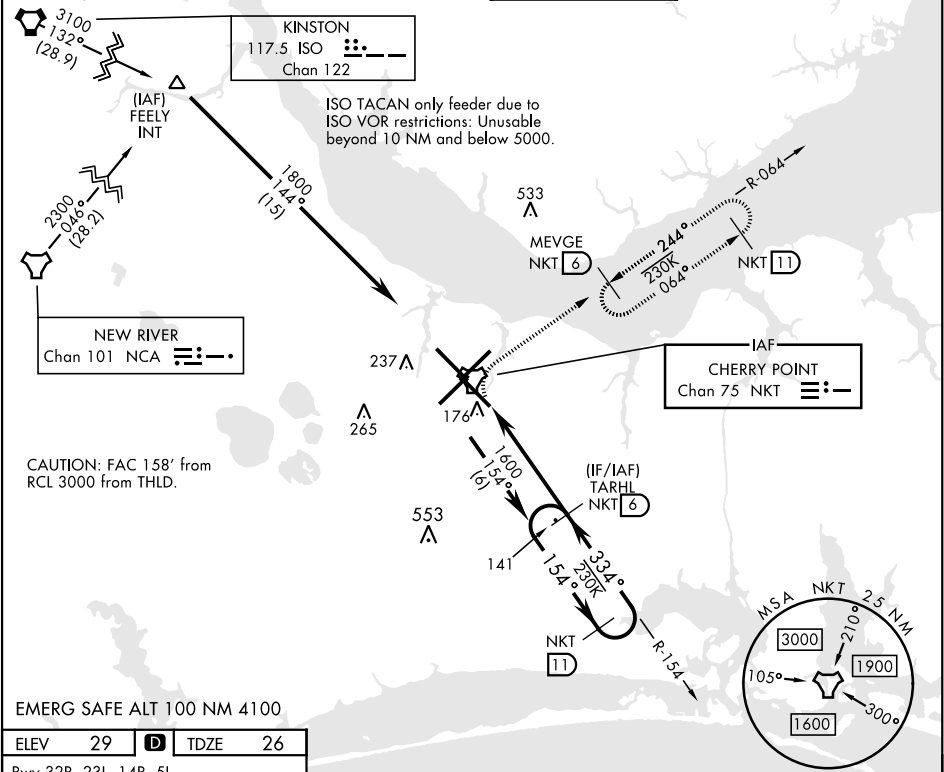 3100
132°
(28.9)
KINSTON
117.5 ISO
Chan 122
(IAF)
FEELY
INT
ISO TACAN only feeder due to
ISO VOR restrictions: Unusable
beyond 10 NM and below 5000.
2300
046°
(28.2)
1800
144°
(15)
533
MEVGE
NKT 6
R-064
244°
230K
064°
NKT 11
NEW RIVER
Chan 101 NCA
237
IAF
CHERRY POINT
Chan 75 NKT
265
176
CAUTION: FAC 158' from
RCL 3000 from THLD.
1600
154°
(6)
(IF/IAF)
TARHL
NKT 6
553
141
334°
230K
154°
NKT
11
R-154
MSA NKT 25 NM
3000
210°
105°
1900
1600
300°
EMERG SAFE ALT 100 NM 4100
ELEV 29 D TDZE 26